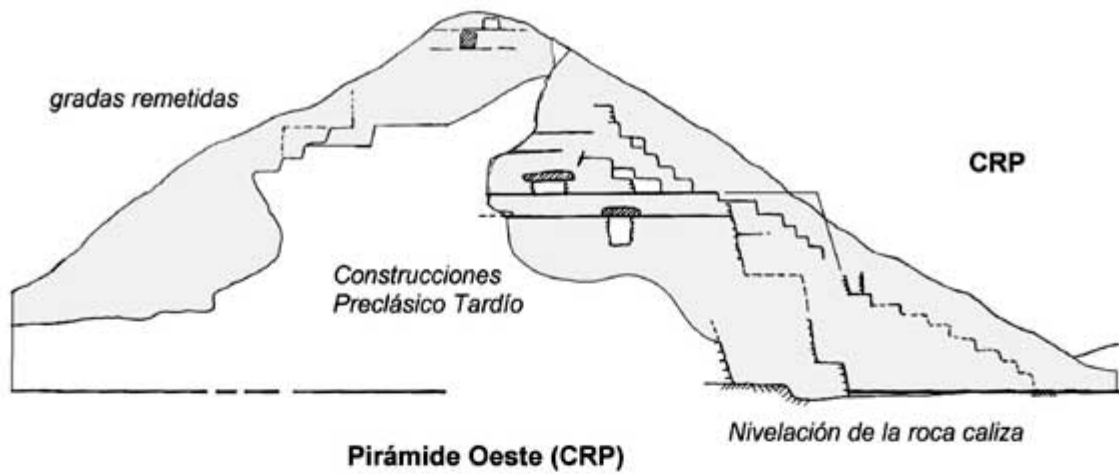 gradas remetidas
CRP
Construcciones
Preclásico Tardío
Nivelación de la roca caliza
Pirámide Oeste (CRP)